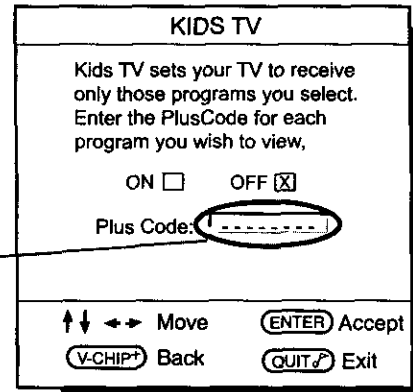 KIDS TV
Kids TV sets your TV to receive
only those programs you select.
Enter the PlusCode for each
program you wish to view,
ON OFF X
Plus Code: --------
Move ENTER Accept
V-CHIP+ Back QUIT Exit